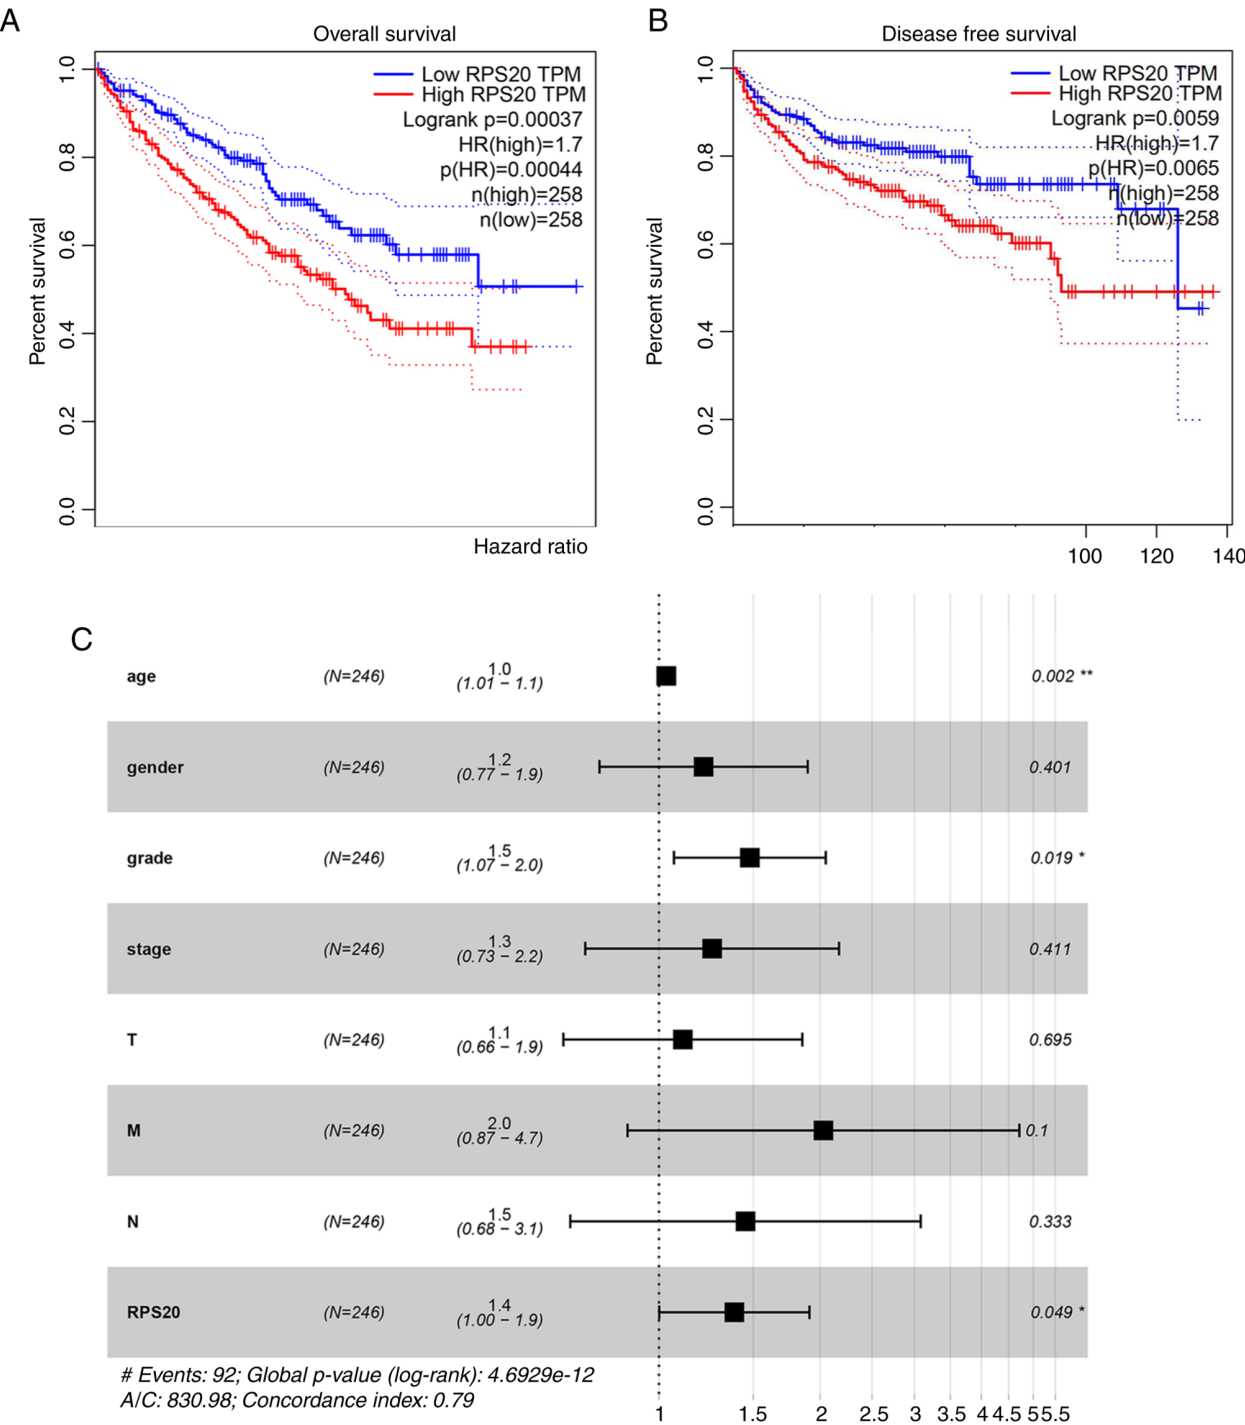 A
Overall survival
Percent survival
1.0
0.8
0.6
0.4
0.2
0.0
Low RPS20 TPM
High RPS20 TPM
Logrank p=0.00037
HR(high)=1.7
p(HR)=0.00044
n(high)=258
n(low)=258
Hazard ratio
B
Disease free survival
Percent survival
1.0
0.8
0.6
0.4
0.2
0.0
Low RPS20 TPM
High RPS20 TPM
Logrank p=0.0059
HR(high)=1.7
p(HR)=0.0065
n(high)=258
n(low)=258
100 120 140
C
age (N=246) 1.0 (1.01 – 1.1) 0.002 **
gender (N=246) 1.2 (0.77 – 1.9) 0.401
grade (N=246) 1.5 (1.07 – 2.0) 0.019 *
stage (N=246) 1.3 (0.73 – 2.2) 0.411
T (N=246) 1.1 (0.66 – 1.9) 0.695
M (N=246) 2.0 (0.87 – 4.7) 0.1
N (N=246) 1.5 (0.68 – 3.1) 0.333
RPS20 (N=246) 1.4 (1.00 – 1.9) 0.049 *
# Events: 92; Global p-value (log-rank): 4.6929e-12
A/C: 830.98; Concordance index: 0.79
1 1.5 2 2.5 3 3.5 4 4.5 5 5.5